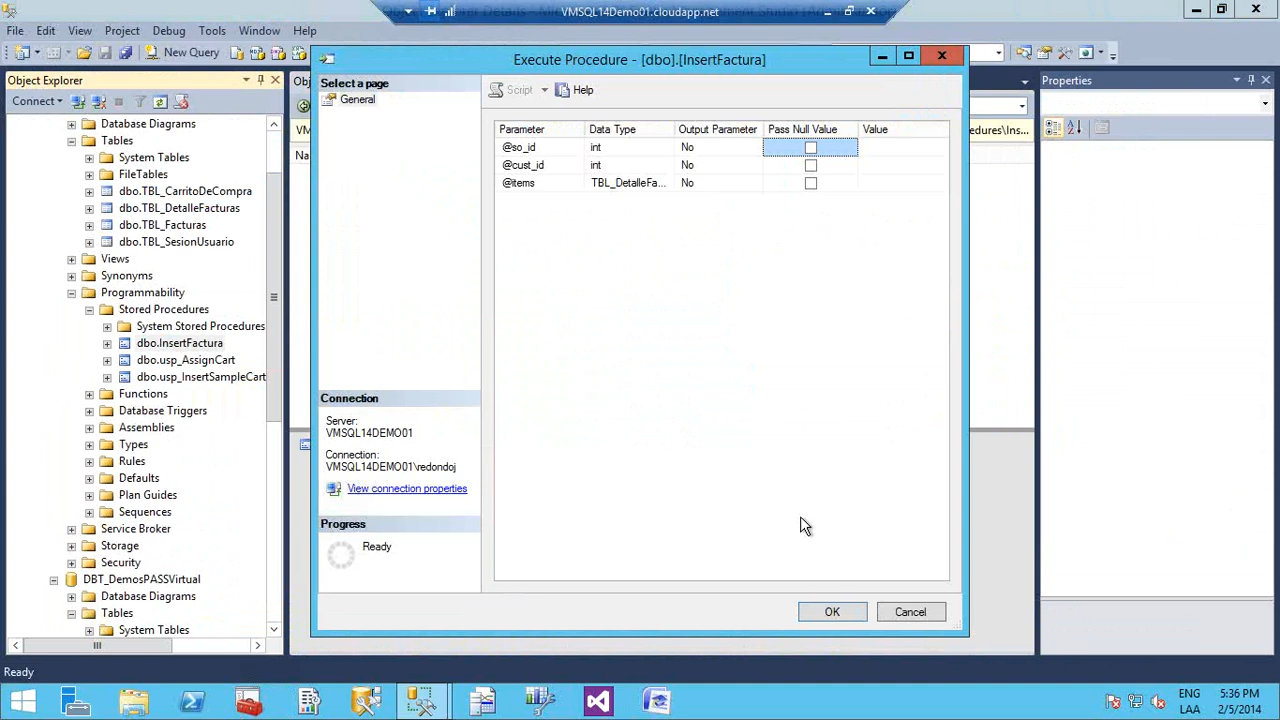 VMSQL14Demo01.cloudapp.net
File Edit View Project Debug Tools Window Help
New Query
Execute Procedure - [dbo].[InsertFactura]
Object Explorer
Connect
Database Diagrams
Tables
System Tables
FileTables
dbo.TBL_CarritoDeCompra
dbo.TBL_DetalleFacturas
dbo.TBL_Facturas
dbo.TBL_SesionUsuario
Views
Synonyms
Programmability
Stored Procedures
System Stored Procedures
dbo.InsertFactura
dbo.usp_AssignCart
dbo.usp_InsertSampleCart
Functions
Database Triggers
Assemblies
Types
Rules
Defaults
Plan Guides
Sequences
Service Broker
Storage
Security
DBT_DemosPASSVirtual
Database Diagrams
Tables
System Tables
Obj
VM
Na
Select a page
General
Connection
Server:
VMSQL14DEMO01
Connection:
VMSQL14DEMO01\redondoj
View connection properties
Progress
Ready
Script Help
Parameter Data Type Output Parameter Pass Null Value Value
@so_id int No
@cust_id int No
@items TBL_DetalleFa... No
OK Cancel
edures\Ins...
Properties
Ready
ENG 5:36 PM
LAA 2/5/2014